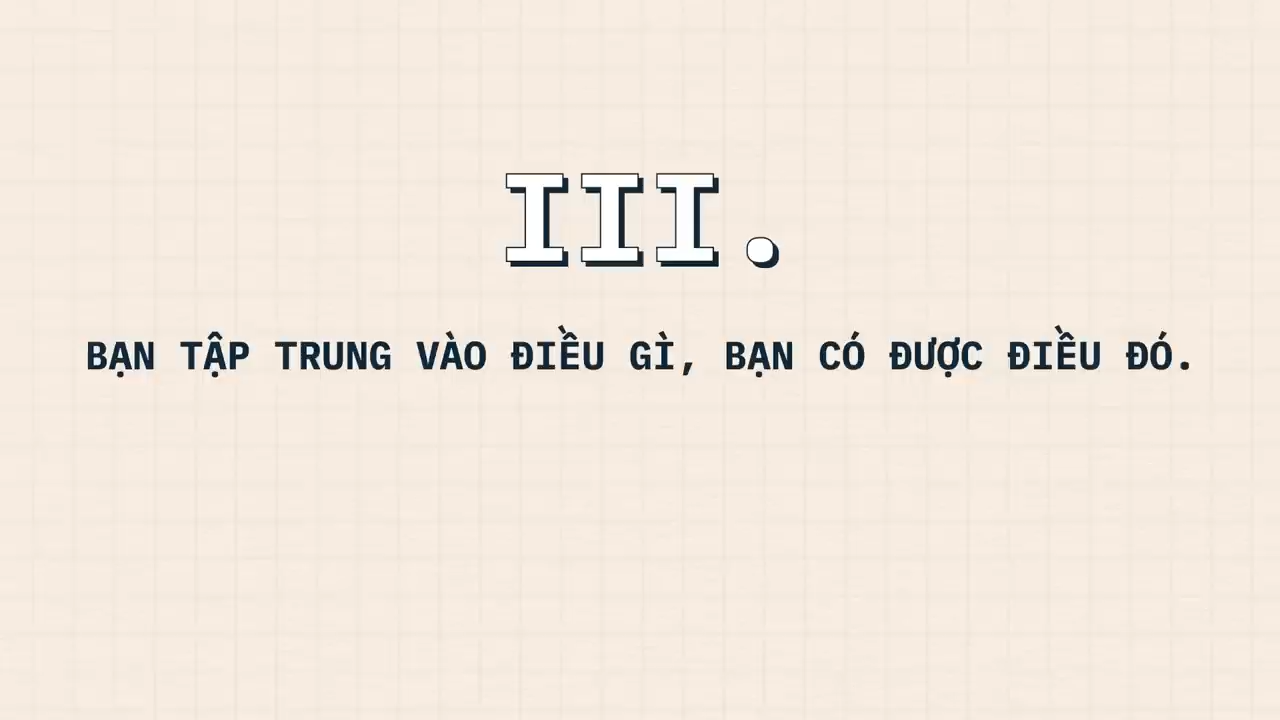 III.
BẠN TẬP TRUNG VÀO ĐIỀU GÌ, BẠN CÓ ĐƯỢC ĐIỀU ĐÓ.